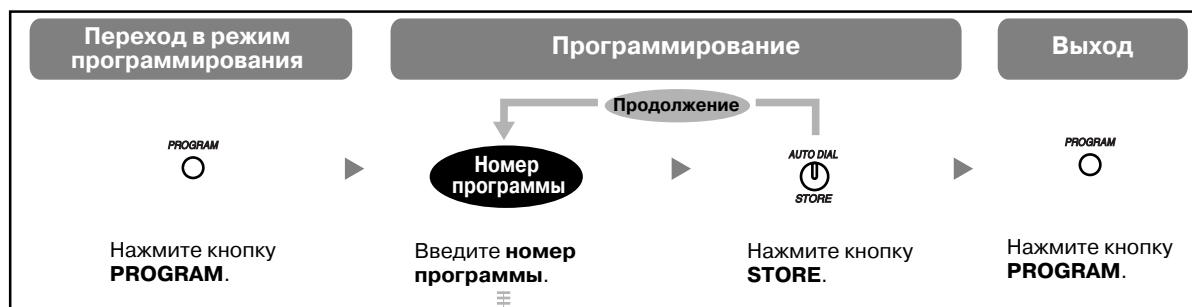 Переход в режим
программирования
Программирование
Выход
Продолжение
PROGRAM
Номер
программы
AUTO DIAL
STORE
PROGRAM
Нажмите кнопку
PROGRAM.
Введите номер
программы.
Нажмите кнопку
STORE.
Нажмите кнопку
PROGRAM.